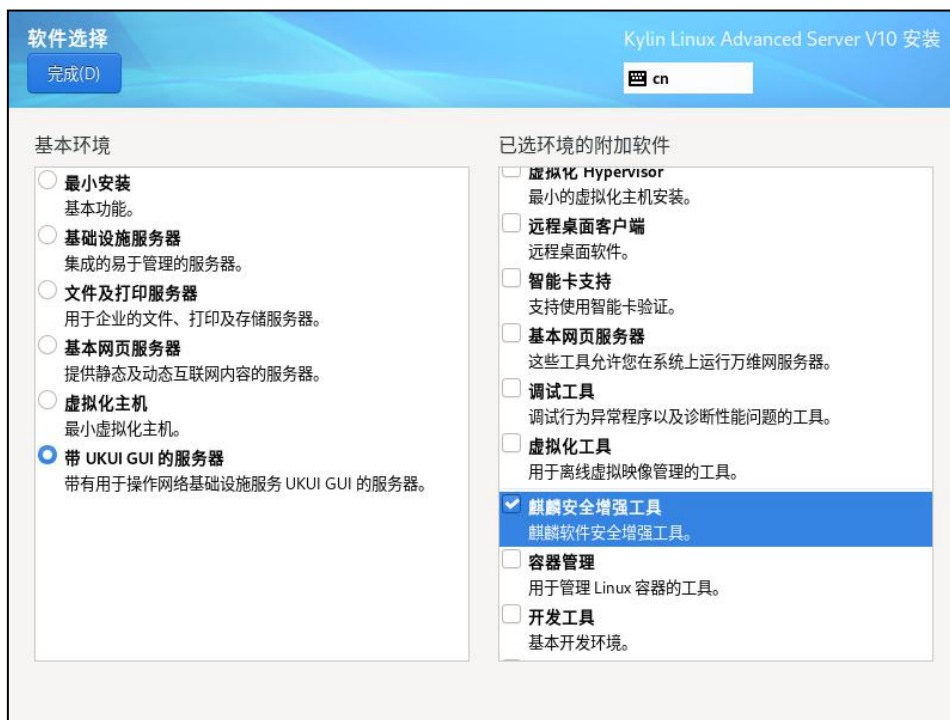 软件选择
Kylin Linux Advanced Server V10 安装
完成(D)
cn
基本环境
最小安装
基本功能。
基础设施服务器
集成的易于管理的服务器。
文件及打印服务器
用于企业的文件、打印及存储服务器。
基本网页服务器
提供静态及动态互联网内容的服务器。
虚拟化主机
最小虚拟化主机。
带 UKUI GUI 的服务器
带有用于操作网络基础设施服务 UKUI GUI 的服务器。
已选环境的附加软件
虚拟化 Hypervisor
最小的虚拟化主机安装。
远程桌面客户端
远程桌面软件。
智能卡支持
支持使用智能卡验证。
基本网页服务器
这些工具允许您在系统上运行万维网服务器。
调试工具
调试行为异常程序以及诊断性能问题的工具。
虚拟化工具
用于离线虚拟映像管理的工具。
麒麟安全增强工具
麒麟软件安全增强工具。
容器管理
用于管理 Linux 容器的工具。
开发工具
基本开发环境。